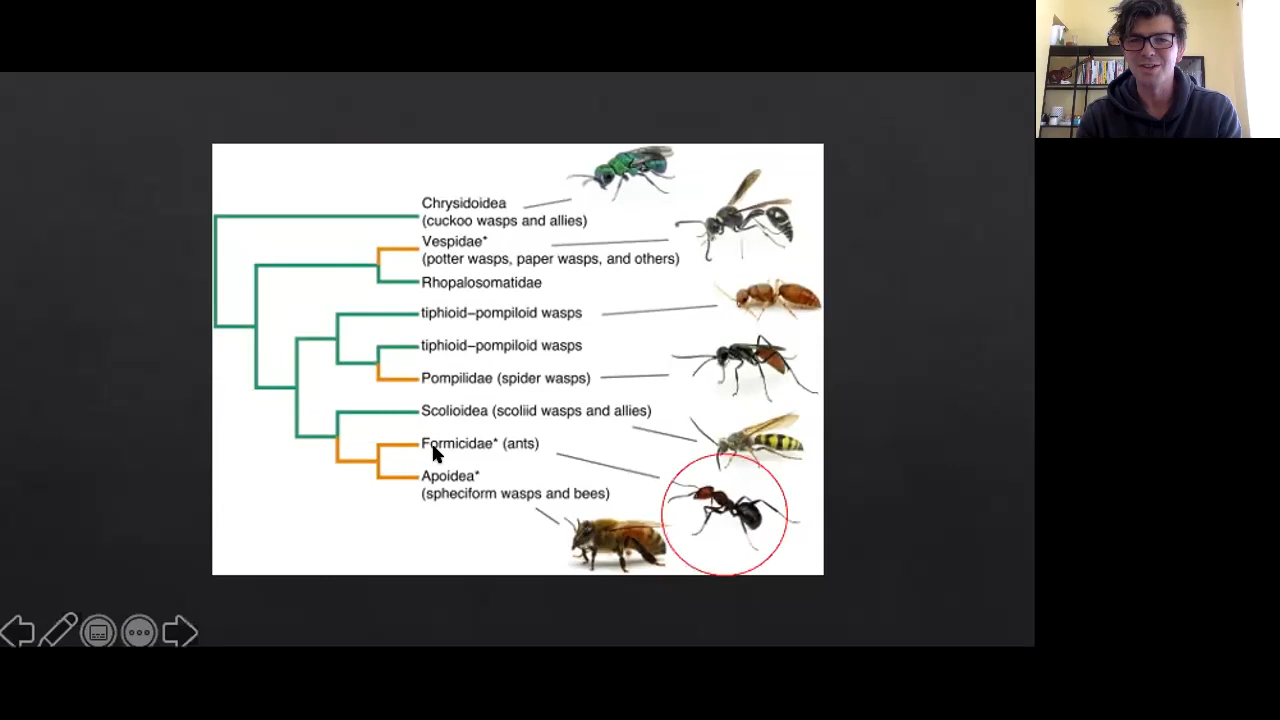 Chrysidoidea
(cuckoo wasps and allies)
Vespidae*
(potter wasps, paper wasps, and others)
Rhopalosomatidae
tiphioid–pompiloid wasps
tiphioid–pompiloid wasps
Pompilidae (spider wasps)
Scolioidea (scoliid wasps and allies)
Formicidae* (ants)
Apoidea*
(spheciform wasps and bees)